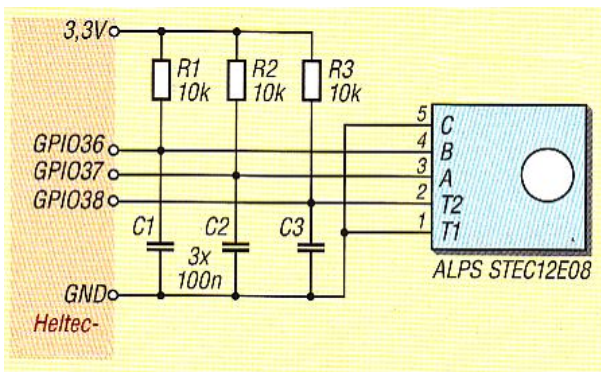 3,3V
R1
10k
R2
10k
R3
10k
GPIO36
GPIO37
GPIO38
5
C
4
B
3
A
2
T2
1
T1
C1
C2
C3
3x
100n
GND
ALPS STEC12E08
Heltec-